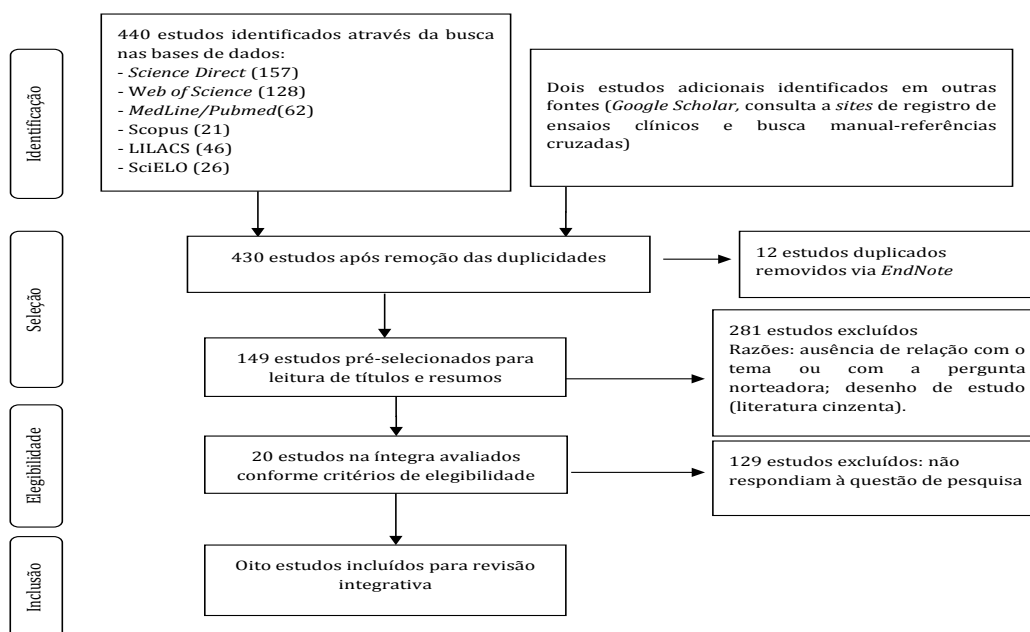 Identificação
440 estudos identificados através da busca
nas bases de dados:
- Science Direct (157)
- Web of Science (128)
- MedLine/Pubmed(62)
- Scopus (21)
- LILACS (46)
- SciELO (26)
Dois estudos adicionais identificados em outras
fontes (Google Scholar, consulta a sites de registro de
ensaios clínicos e busca manual-referências
cruzadas)
Seleção
430 estudos após remoção das duplicidades
12 estudos duplicados
removidos via EndNote
149 estudos pré-selecionados para
leitura de títulos e resumos
281 estudos excluídos
Razões: ausência de relação com o
tema ou com a pergunta
norteadora; desenho de estudo
(literatura cinzenta).
Elegibilidade
20 estudos na íntegra avaliados
conforme critérios de elegibilidade
129 estudos excluídos: não
respondiam à questão de pesquisa
Inclusão
Oito estudos incluídos para revisão
integrativa